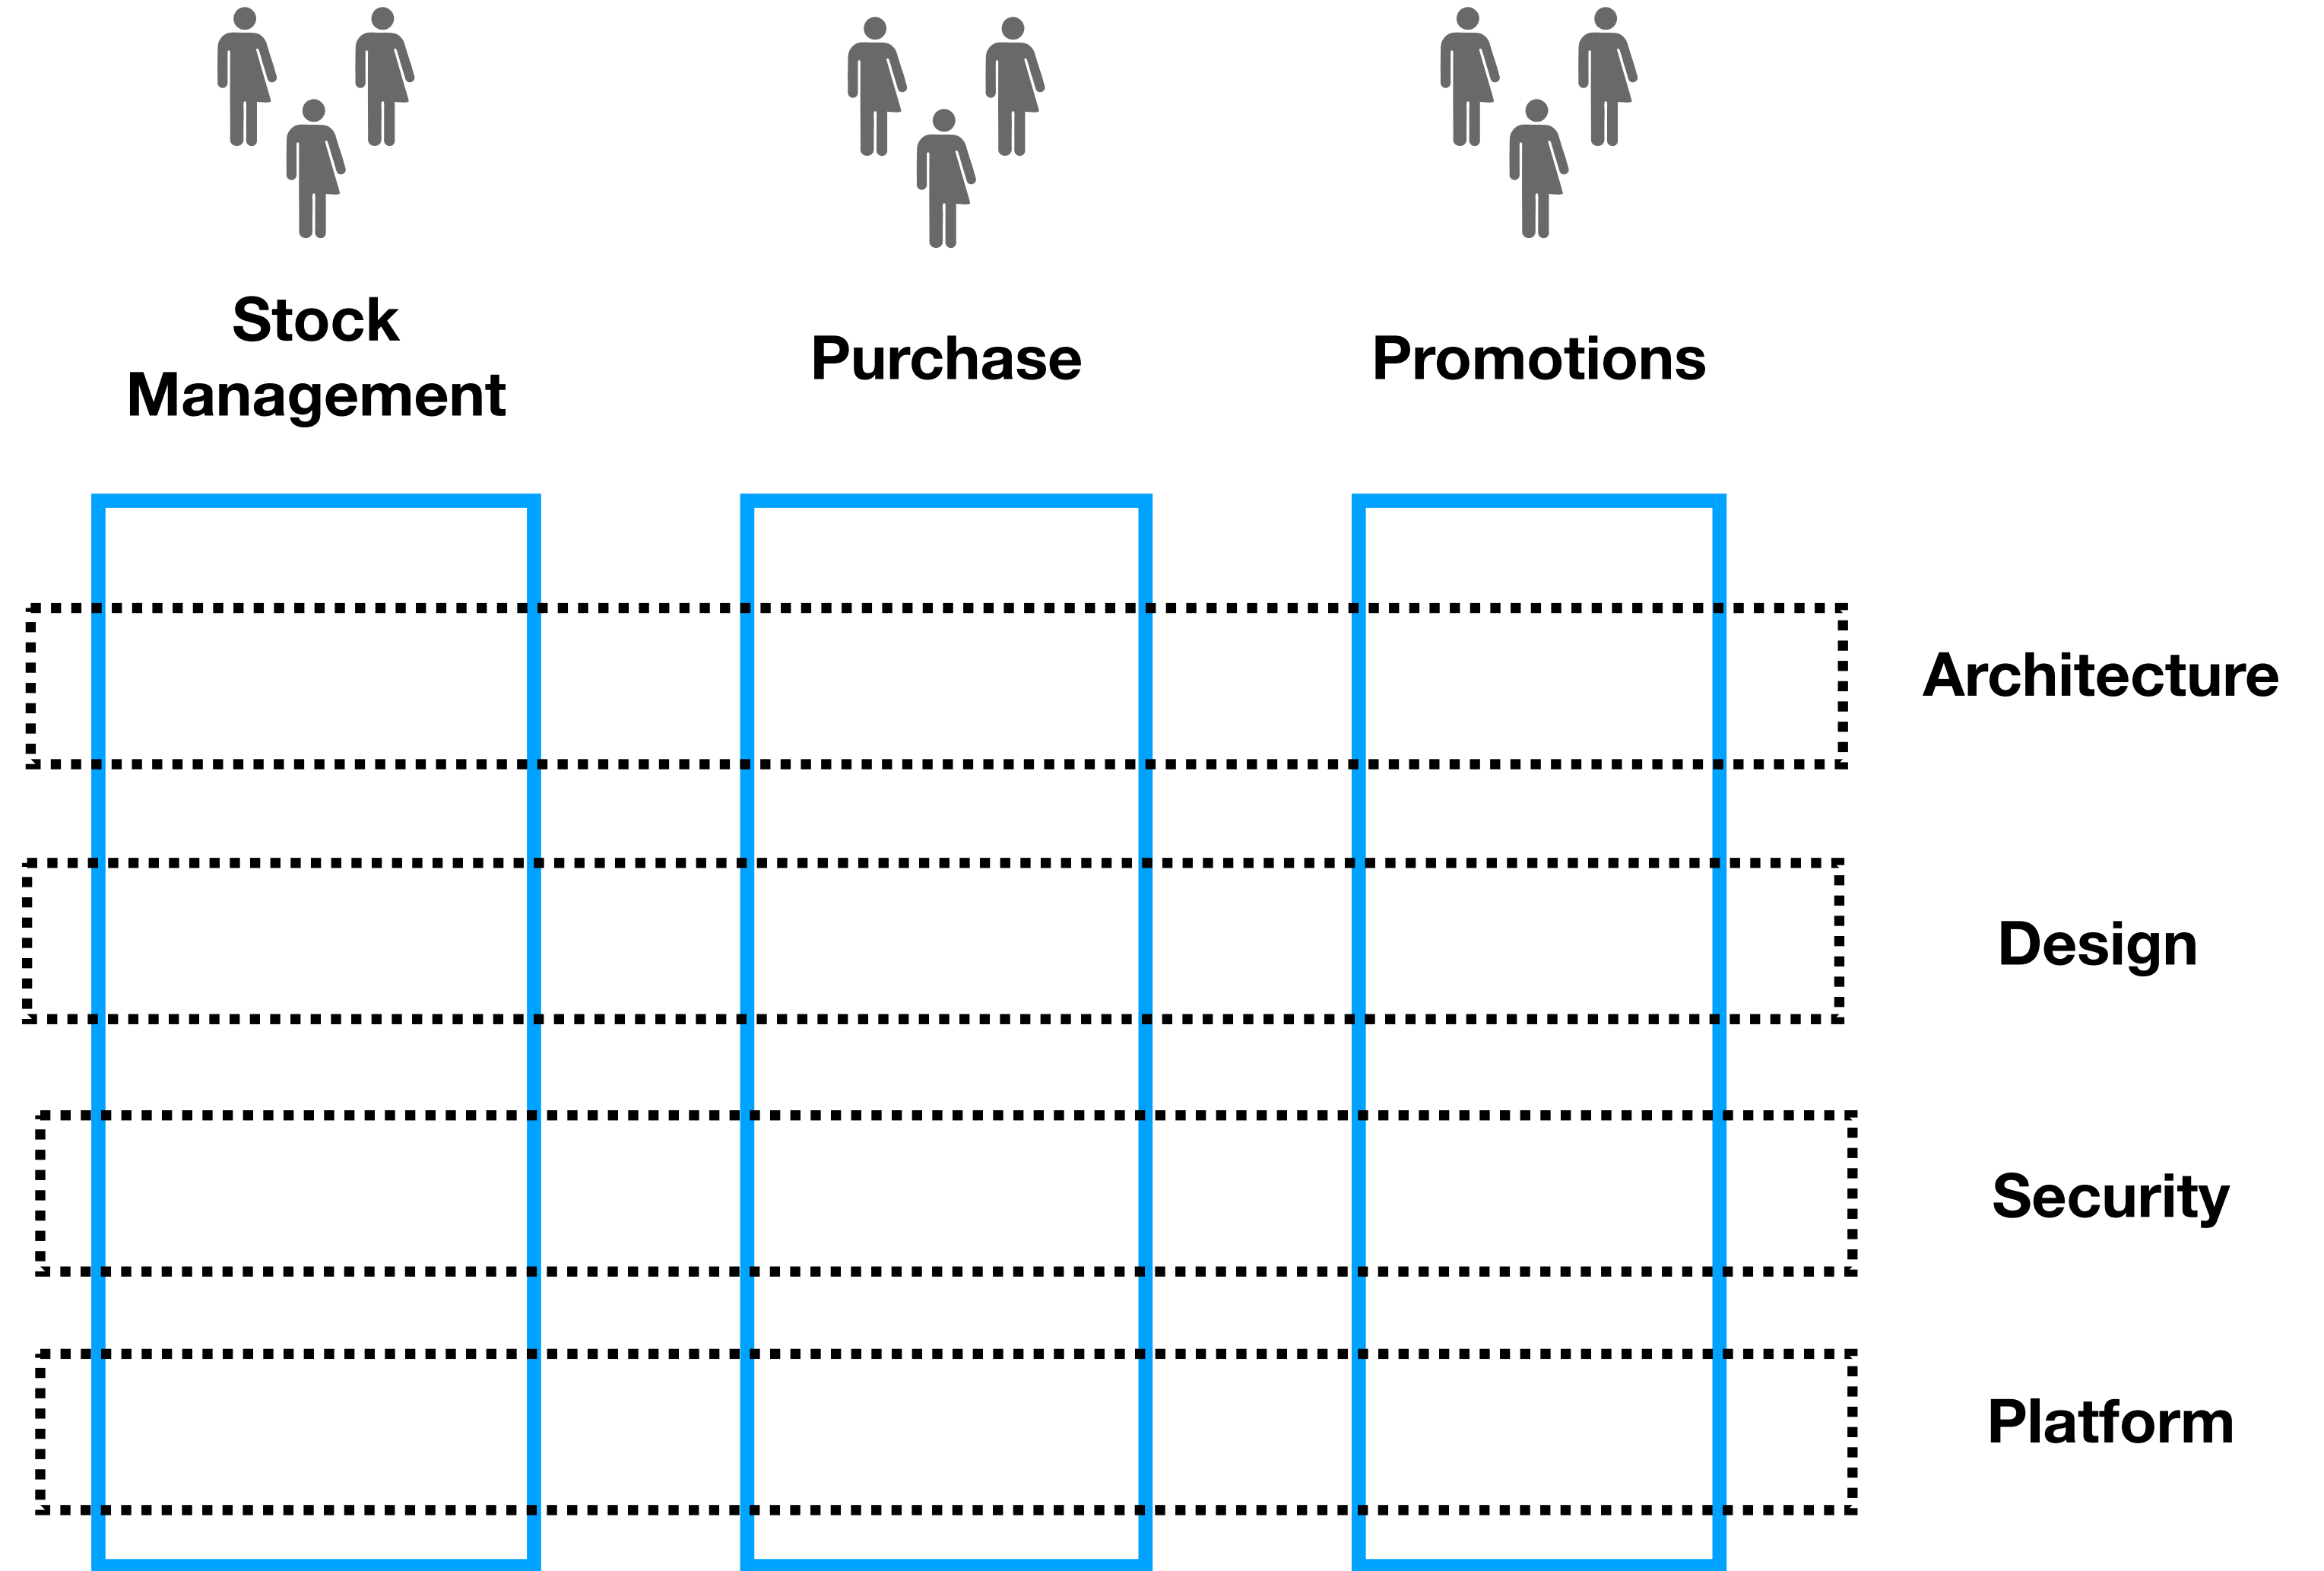 Stock
Management
Purchase
Promotions
Architecture
Design
Security
Platform